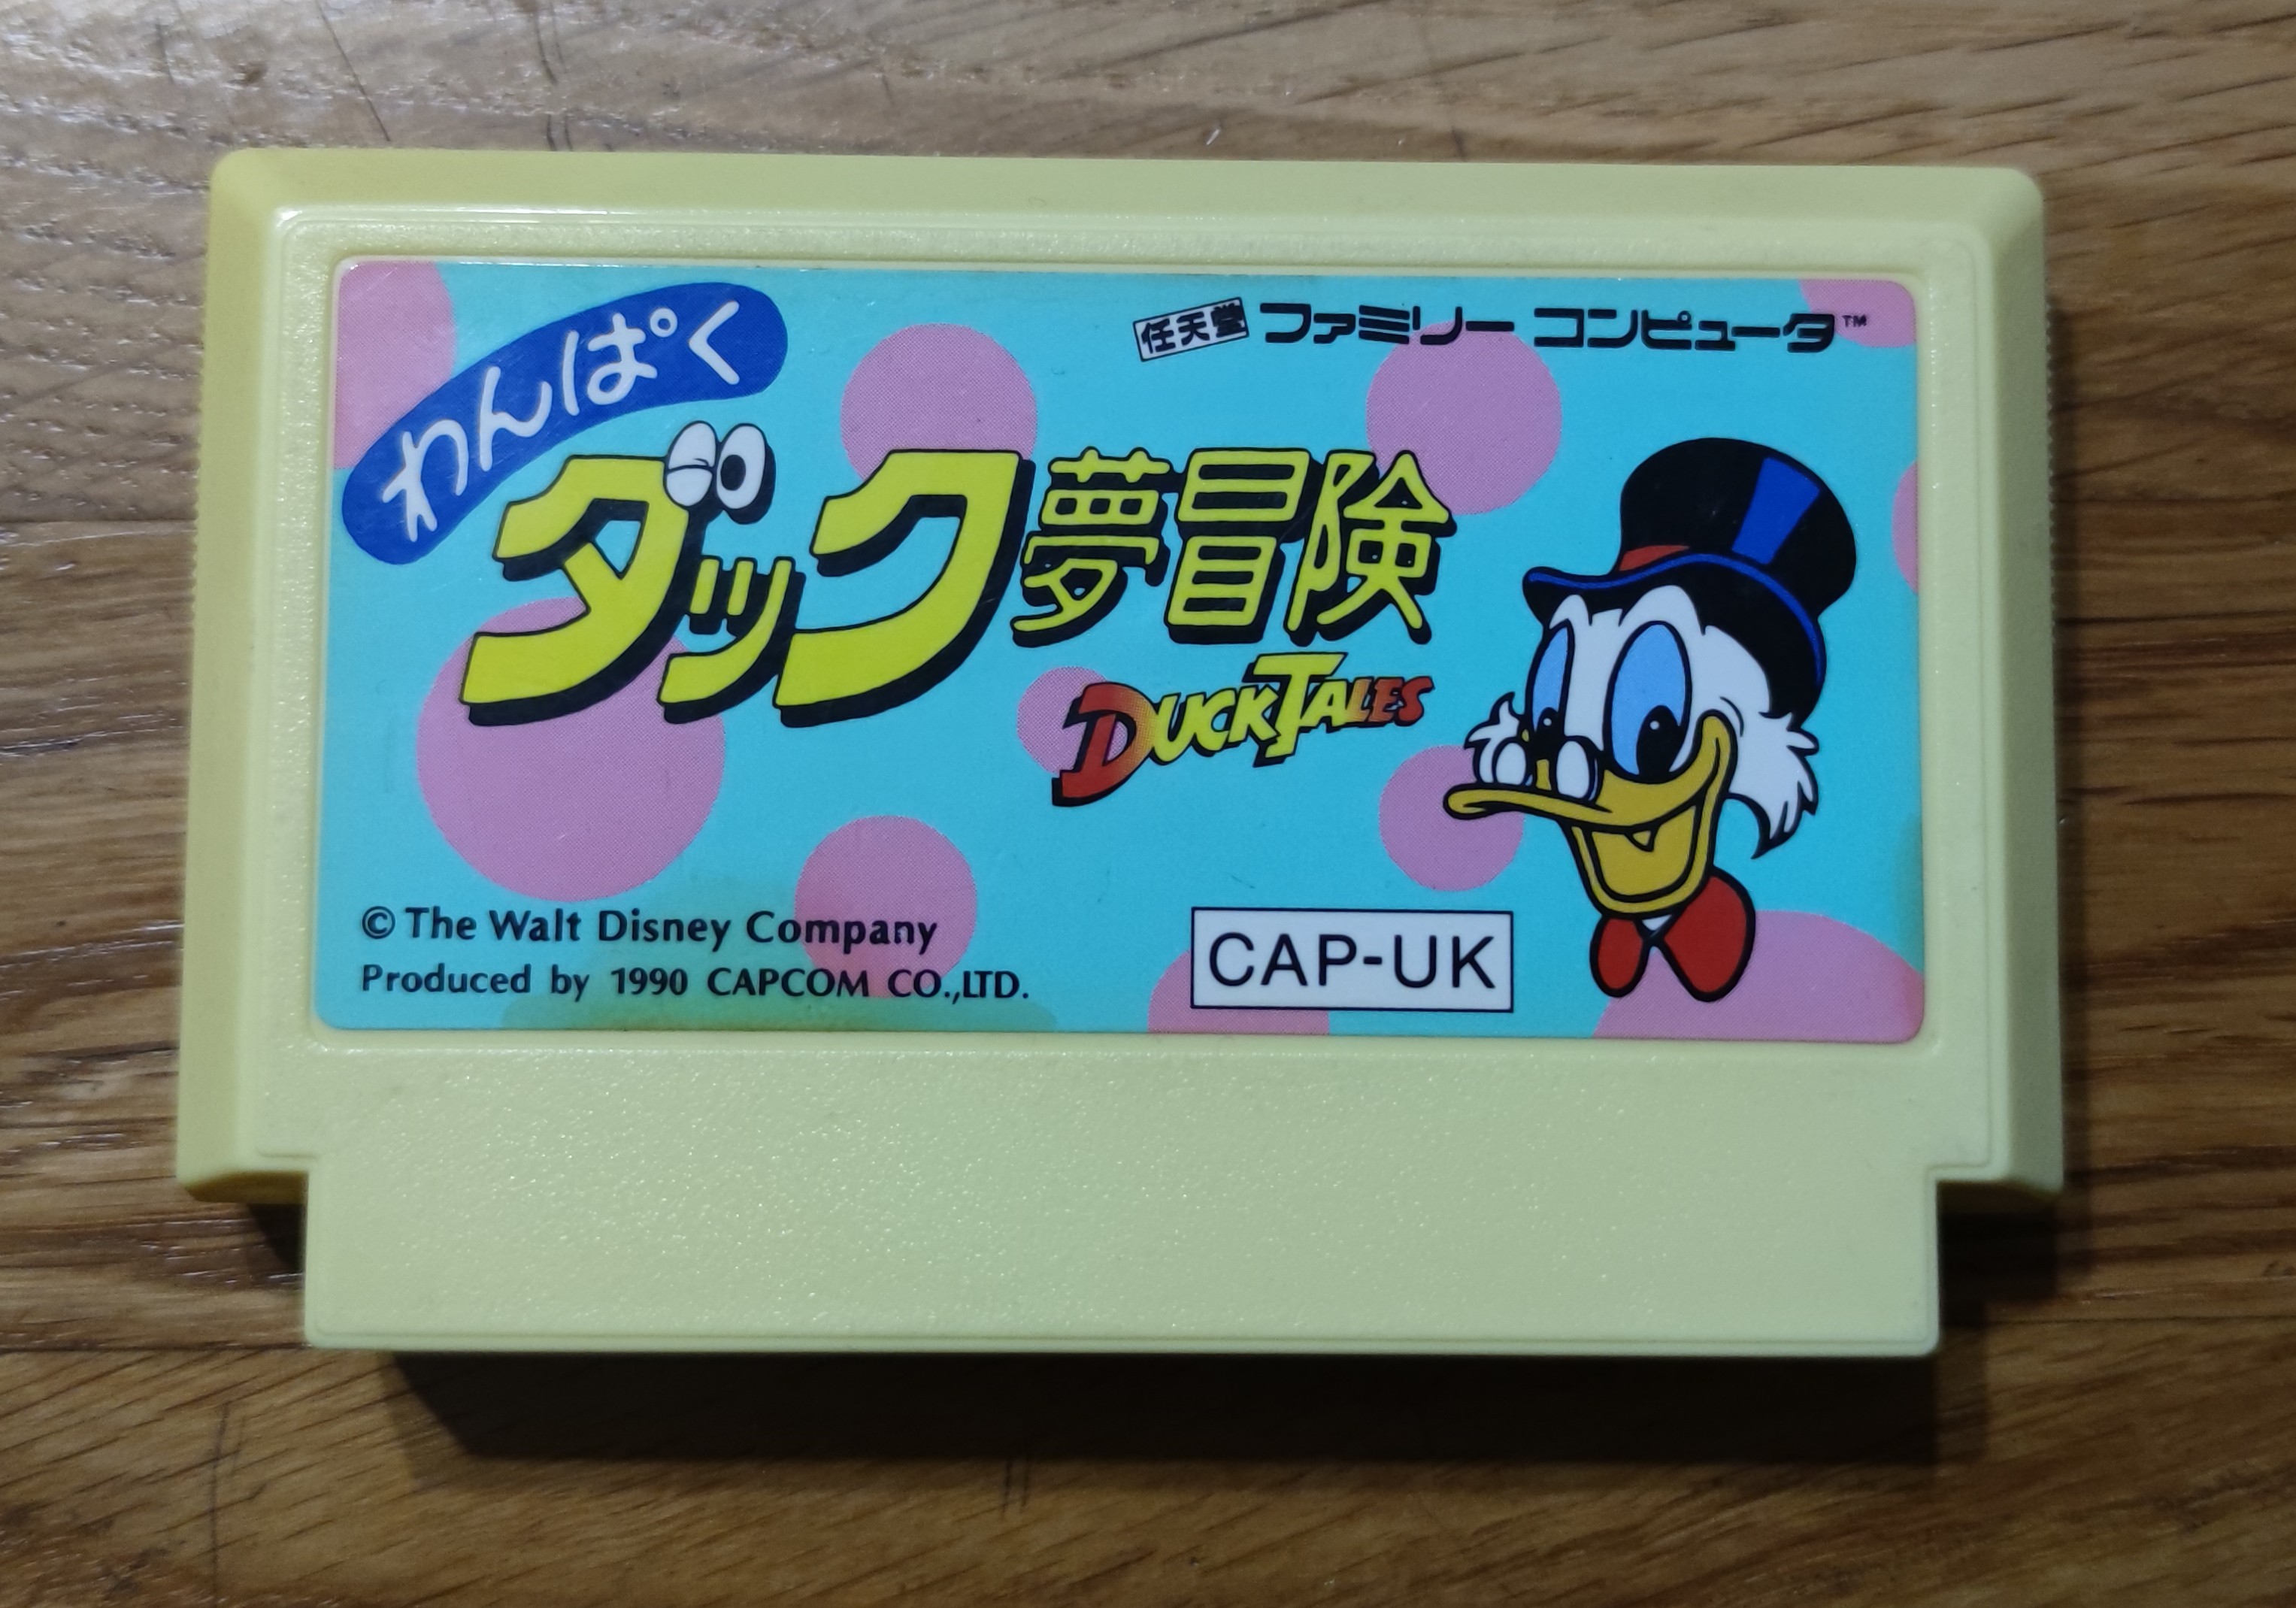 任天堂 ファミリー コンピュータ™
わんぱく
ダック夢冒険
DUCKTALES
© The Walt Disney Company
Produced by 1990 CAPCOM CO.,LTD.
CAP-UK